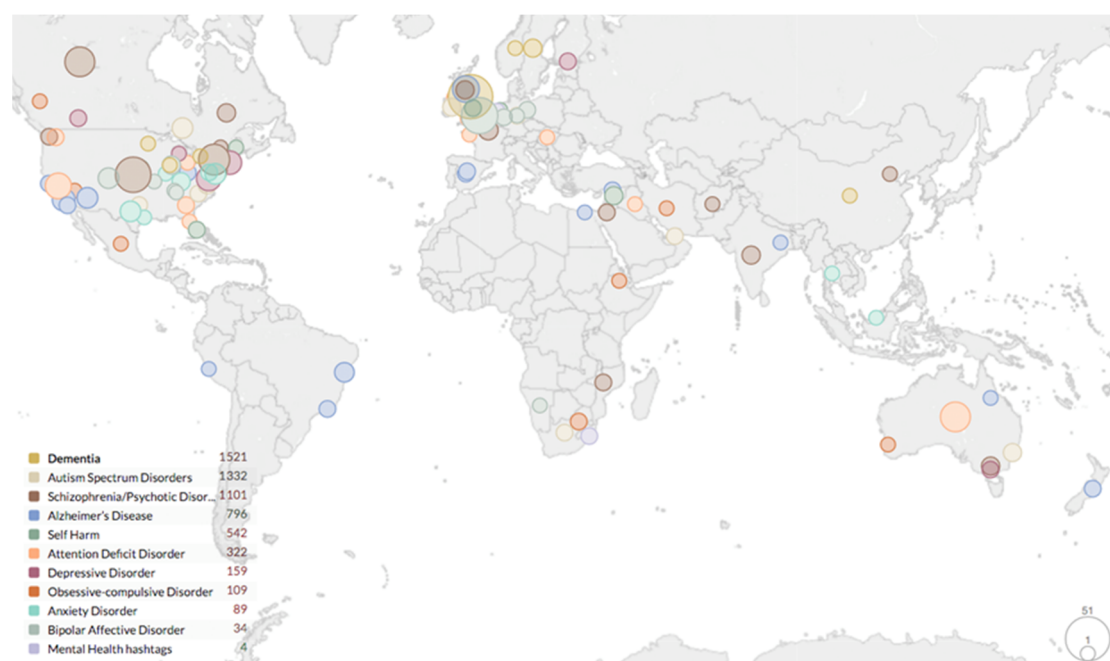 Dementia 1521
Autism Spectrum Disorders 1332
Schizophrenia/Psychotic Disor... 1101
Alzheimer's Disease 796
Self Harm 542
Attention Deficit Disorder 322
Depressive Disorder 159
Obsessive-compulsive Disorder 109
Anxiety Disorder 89
Bipolar Affective Disorder 34
Mental Health hashtags 4
51
1